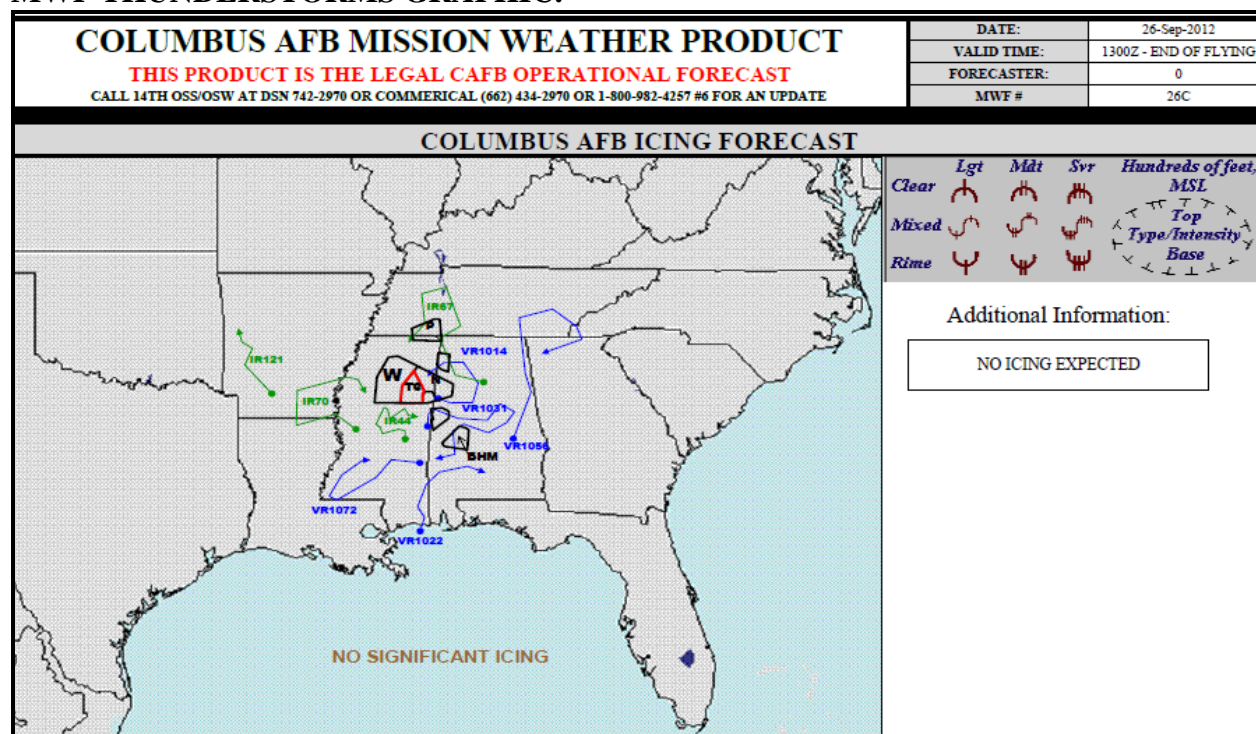 MWF THUNDERSTORMS GRAPHIC:
COLUMBUS AFB MISSION WEATHER PRODUCT
THIS PRODUCT IS THE LEGAL CAFB OPERATIONAL FORECAST
CALL 14TH OSS/OSW AT DSN 742-2970 OR COMMERICAL (662) 434-2970 OR 1-800-982-4257 #6 FOR AN UPDATE
DATE: 26-Sep-2012
VALID TIME: 1300Z - END OF FLYING
FORECASTER: 0
MWF # 26C
COLUMBUS AFB ICING FORECAST
Lgt Mdt Svr Hundreds of feet,
MSL
Clear
Mixed
Rime
Top
Type/Intensity
Base
Additional Information:
NO ICING EXPECTED
IR67
P
IR121
VR1014
W
TG
N
IR70
VR1031
IR44
VR1056
BHM
VR1072
VR1022
NO SIGNIFICANT ICING